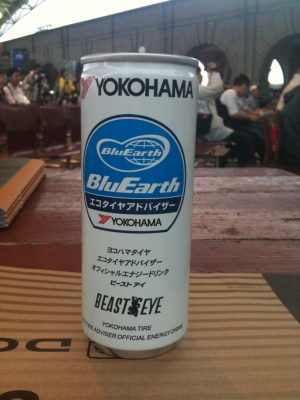 YOKOHAMA
BluEarth
BluEarth
エコタイヤアドバイザー
YOKOHAMA
ヨコハマタイヤ
エコタイヤアドバイザー
オフィシャルエナジードリンク
ビースト アイ
BEAST EYE
YOKOHAMA TIRE
ADVISER OFFICIAL ENERGY DRINK